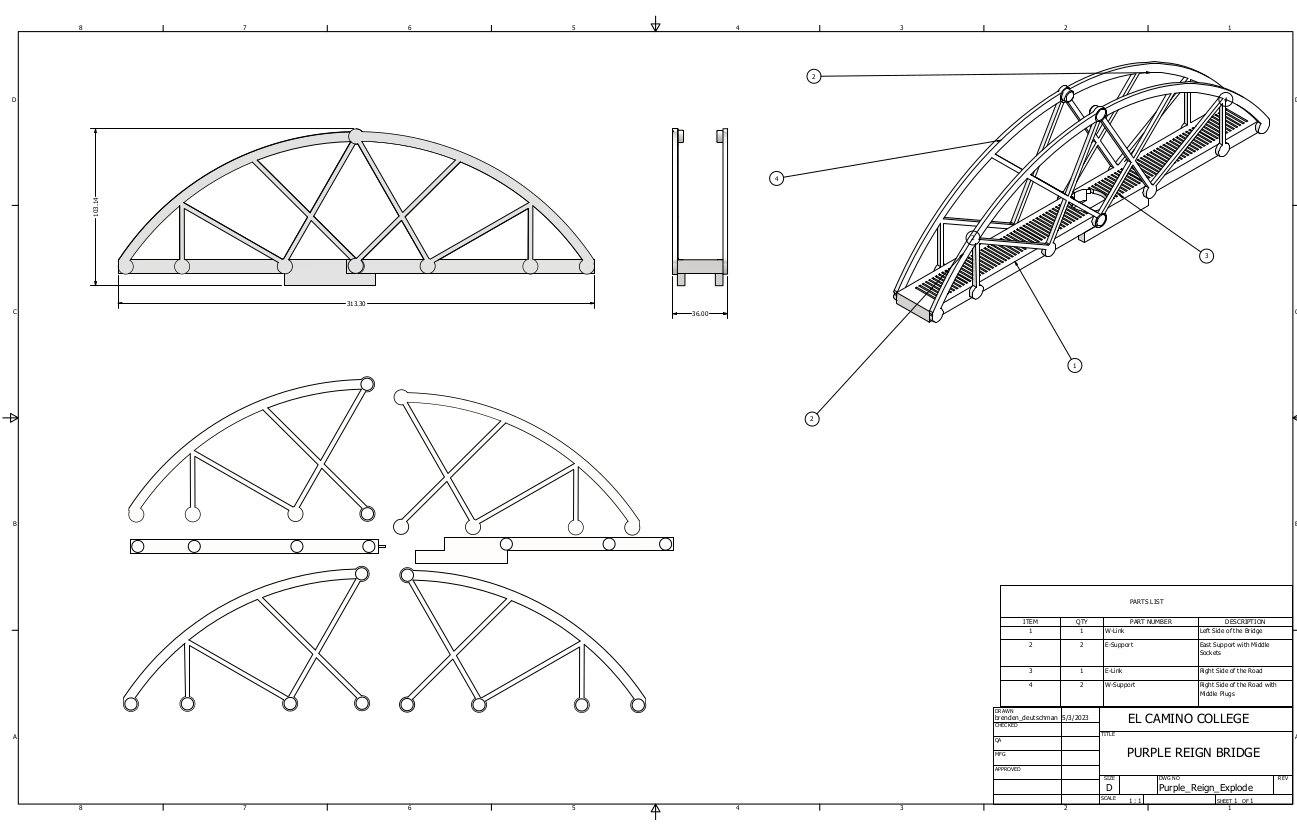 8 7 6 5 4 3 2 1
D
D
103.14
313.30
36.00
2
4
3
1
2
C
C
B
B
PARTS LIST
ITEM QTY PART NUMBER DESCRIPTION
1 1 W-Link Left Side of the Bridge
2 2 E-Support East Support with Middle
Sockets
3 1 E-Link Right Side of the Road
4 2 W-Support Right Side of the Road with
Middle Plugs
DRAWN
brenden_deutschman 5/3/2023
CHECKED
QA
MFG
APPROVED
EL CAMINO COLLEGE
TITLE
PURPLE REIGN BRIDGE
SIZE
D
DWG NO
Purple_Reign_Explode
REV
SCALE 1 : 1
SHEET 1 OF 1
A
A
8 7 6 5 4 3 2 1